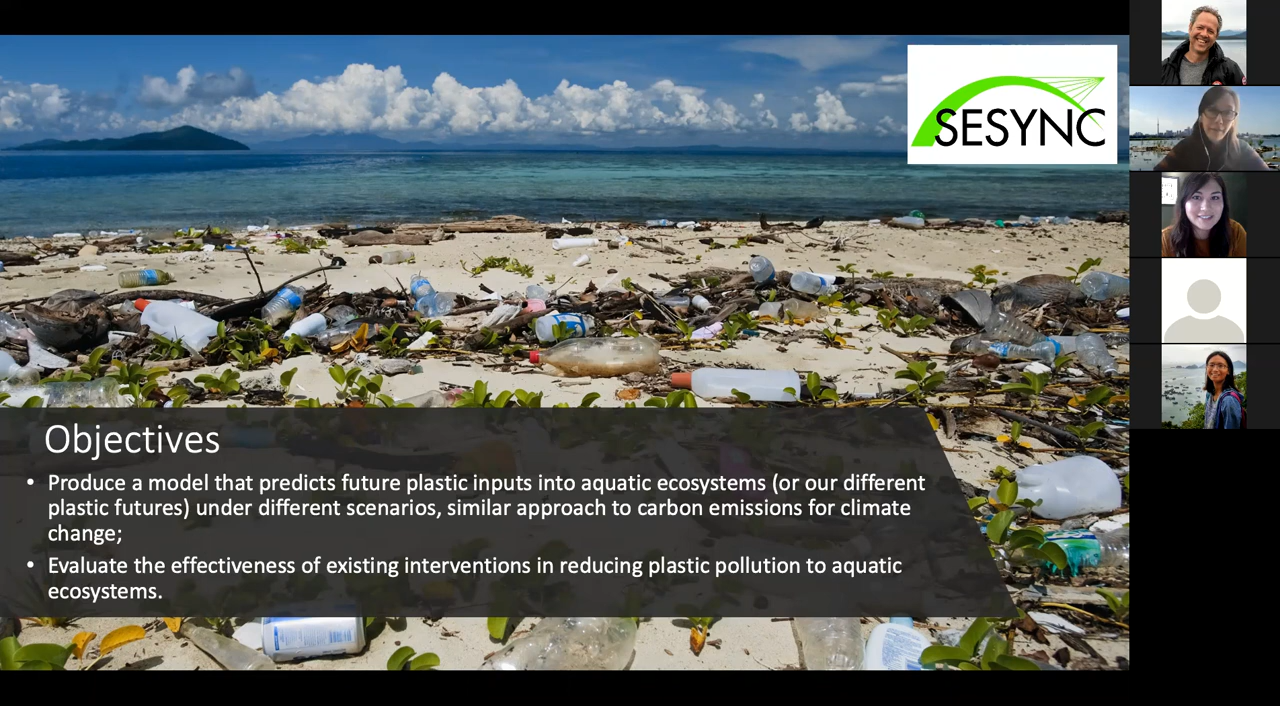 SESYNC
Objectives
• Produce a model that predicts future plastic inputs into aquatic ecosystems (or our different
plastic futures) under different scenarios, similar approach to carbon emissions for climate
change;
• Evaluate the effectiveness of existing interventions in reducing plastic pollution to aquatic
ecosystems.